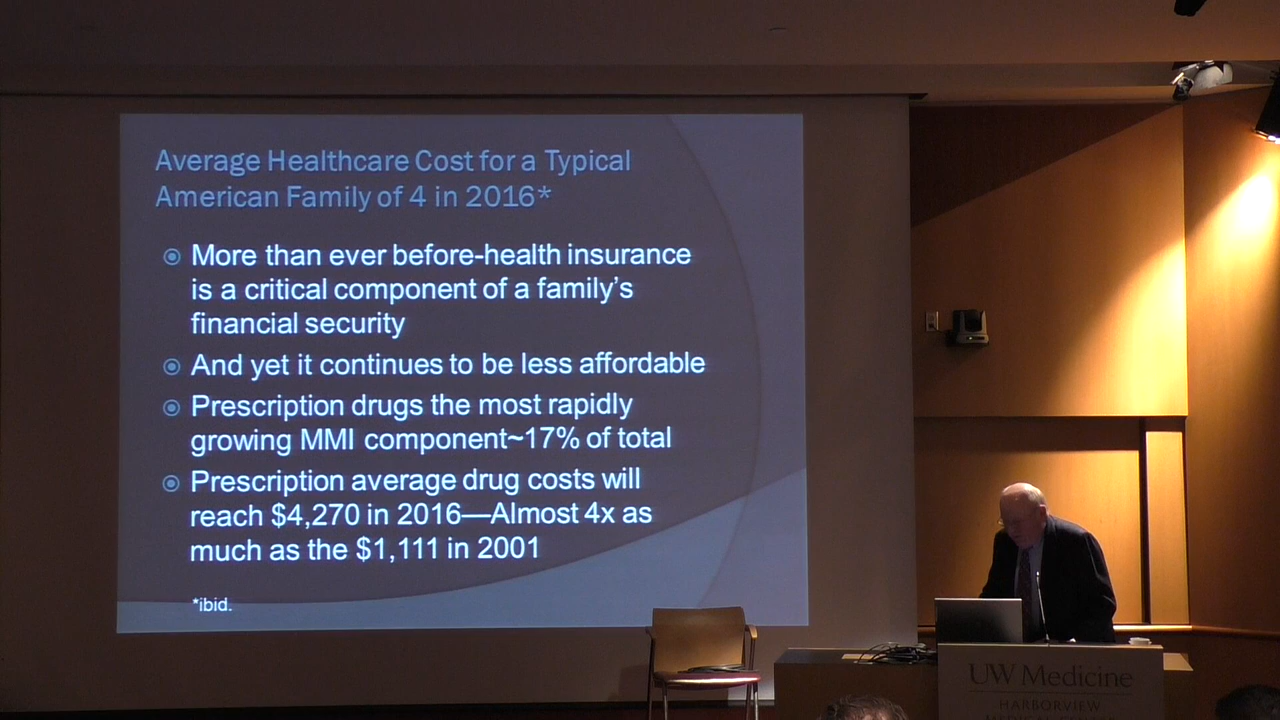 Average Healthcare Cost for a Typical
American Family of 4 in 2016*
More than ever before-health insurance
is a critical component of a family's
financial security
And yet it continues to be less affordable
Prescription drugs the most rapidly
growing MMI component~17% of total
Prescription average drug costs will
reach $4,270 in 2016—Almost 4x as
much as the $1,111 in 2001
*ibid.
UW Medicine
HARBORVIEW